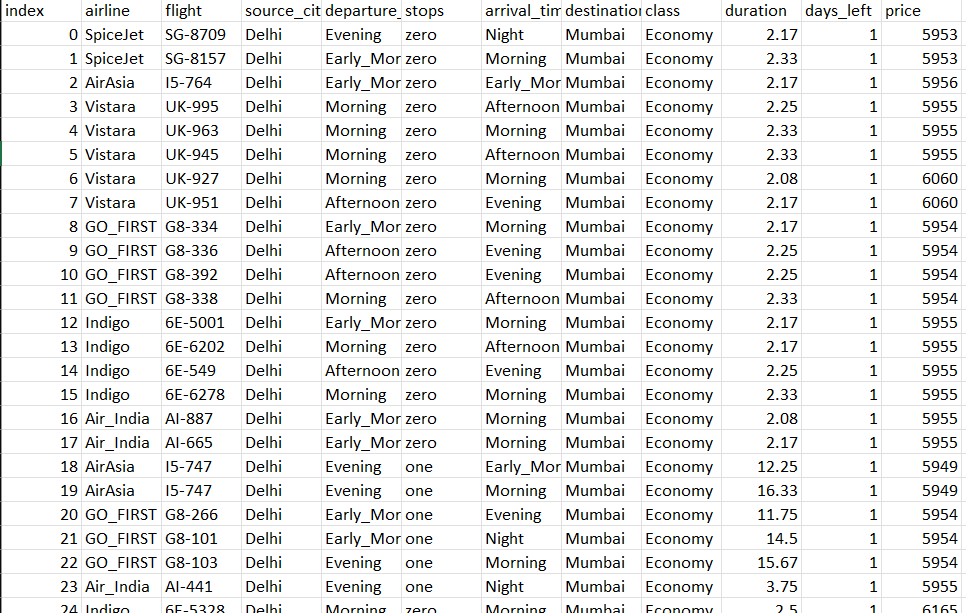 index airline flight source_cit departure_ stops arrival_tim destination class duration days_left price
0 SpiceJet SG-8709 Delhi Evening zero Night Mumbai Economy 2.17 1 5953
1 SpiceJet SG-8157 Delhi Early_Mor zero Morning Mumbai Economy 2.33 1 5953
2 AirAsia I5-764 Delhi Early_Mor zero Early_Mor Mumbai Economy 2.17 1 5956
3 Vistara UK-995 Delhi Morning zero Afternoon Mumbai Economy 2.25 1 5955
4 Vistara UK-963 Delhi Morning zero Morning Mumbai Economy 2.33 1 5955
5 Vistara UK-945 Delhi Morning zero Afternoon Mumbai Economy 2.33 1 5955
6 Vistara UK-927 Delhi Morning zero Morning Mumbai Economy 2.08 1 6060
7 Vistara UK-951 Delhi Afternoon zero Evening Mumbai Economy 2.17 1 6060
8 GO_FIRST G8-334 Delhi Early_Mor zero Morning Mumbai Economy 2.17 1 5954
9 GO_FIRST G8-336 Delhi Afternoon zero Evening Mumbai Economy 2.25 1 5954
10 GO_FIRST G8-392 Delhi Afternoon zero Evening Mumbai Economy 2.25 1 5954
11 GO_FIRST G8-338 Delhi Morning zero Afternoon Mumbai Economy 2.33 1 5954
12 Indigo 6E-5001 Delhi Early_Mor zero Morning Mumbai Economy 2.17 1 5955
13 Indigo 6E-6202 Delhi Morning zero Afternoon Mumbai Economy 2.17 1 5955
14 Indigo 6E-549 Delhi Afternoon zero Evening Mumbai Economy 2.25 1 5955
15 Indigo 6E-6278 Delhi Morning zero Morning Mumbai Economy 2.33 1 5955
16 Air_India AI-887 Delhi Early_Mor zero Morning Mumbai Economy 2.08 1 5955
17 Air_India AI-665 Delhi Early_Mor zero Morning Mumbai Economy 2.17 1 5955
18 AirAsia I5-747 Delhi Evening one Early_Mor Mumbai Economy 12.25 1 5949
19 AirAsia I5-747 Delhi Evening one Morning Mumbai Economy 16.33 1 5949
20 GO_FIRST G8-266 Delhi Early_Mor one Evening Mumbai Economy 11.75 1 5954
21 GO_FIRST G8-101 Delhi Early_Mor one Night Mumbai Economy 14.5 1 5954
22 GO_FIRST G8-103 Delhi Evening one Morning Mumbai Economy 15.67 1 5954
23 Air_India AI-441 Delhi Evening one Night Mumbai Economy 3.75 1 5955
24 Indigo 6E-5328 Delhi Morning zero Morning Mumbai Economy 2.5 1 6165